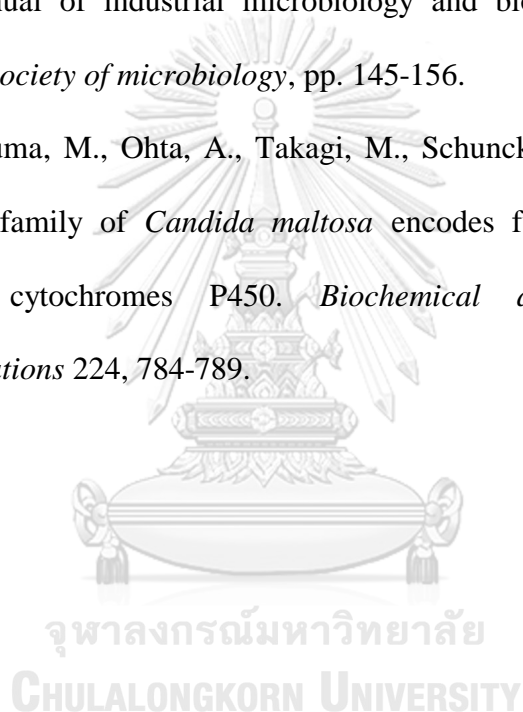 nual of industrial microbiology and bio
ociety of microbiology, pp. 145-156.
uma, M., Ohta, A., Takagi, M., Schunck
family of Candida maltosa encodes f
cytochromes P450. Biochemical a
tions 224, 784-789.
จุฬาลงกรณ์มหาวิทยาลัย
CHULALONGKORN UNIVERSITY